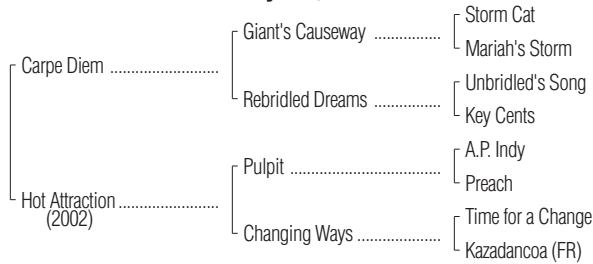 Storm Cat
Giant's Causeway ................
Mariah's Storm
Carpe Diem ..........................
Unbridled's Song
Rebridled Dreams ................
Key Cents
A.P. Indy
Pulpit ....................................
Preach
Hot Attraction ........................
(2002)
Time for a Change
Changing Ways ....................
Kazadancoa (FR)